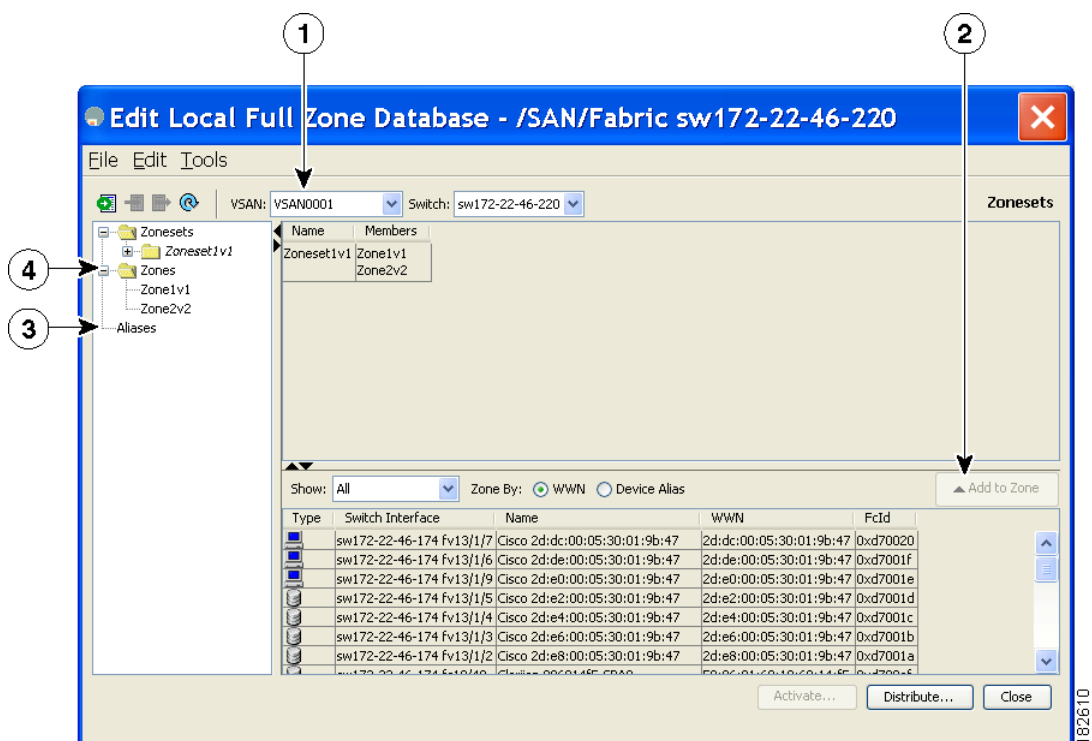 1
2
Edit Local Full Zone Database - /SAN/Fabric sw172-22-46-220
File Edit Tools
VSAN: VSAN0001 Switch: sw172-22-46-220 Zonesets
Zonesets
Zoneset1v1
4
Zones
Zone1v1
Zone2v2
3
Aliases
Name Members
Zoneset1v1 Zone1v1
Zone2v2
Show: All Zone By: WWN Device Alias Add to Zone
Type Switch Interface Name WWN FcId
sw172-22-46-174 fv13/1/7 Cisco 2d:dc:00:05:30:01:9b:47 2d:dc:00:05:30:01:9b:47 0xd70020
sw172-22-46-174 fv13/1/6 Cisco 2d:de:00:05:30:01:9b:47 2d:de:00:05:30:01:9b:47 0xd7001f
sw172-22-46-174 fv13/1/9 Cisco 2d:e0:00:05:30:01:9b:47 2d:e0:00:05:30:01:9b:47 0xd7001e
sw172-22-46-174 fv13/1/5 Cisco 2d:e2:00:05:30:01:9b:47 2d:e2:00:05:30:01:9b:47 0xd7001d
sw172-22-46-174 fv13/1/4 Cisco 2d:e4:00:05:30:01:9b:47 2d:e4:00:05:30:01:9b:47 0xd7001c
sw172-22-46-174 fv13/1/3 Cisco 2d:e6:00:05:30:01:9b:47 2d:e6:00:05:30:01:9b:47 0xd7001b
sw172-22-46-174 fv13/1/2 Cisco 2d:e8:00:05:30:01:9b:47 2d:e8:00:05:30:01:9b:47 0xd7001a
Activate... Distribute... Close
182610